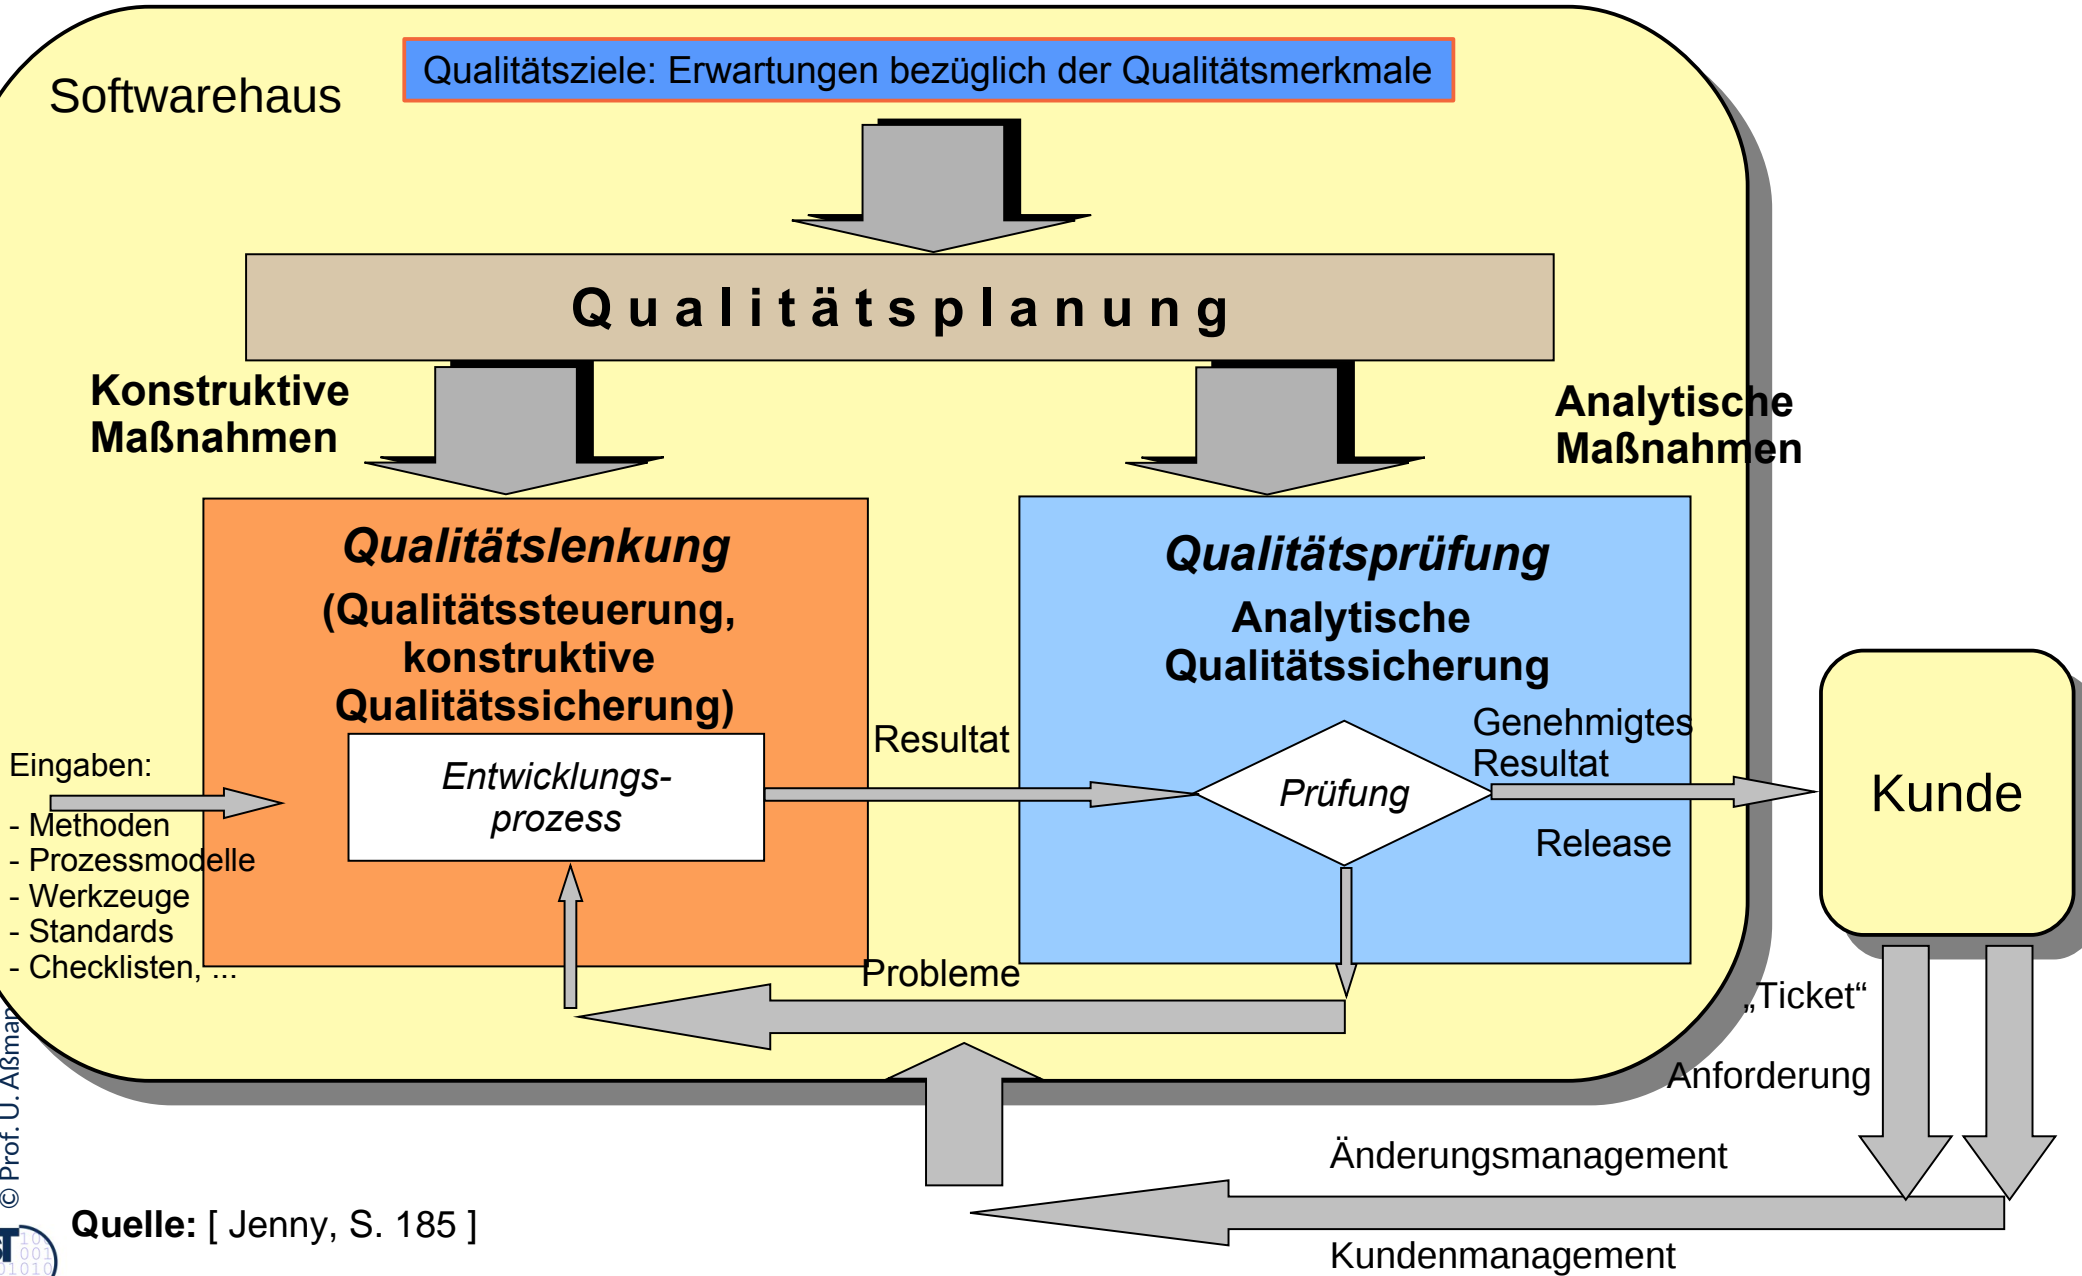 Softwarehaus
Qualitätsziele: Erwartungen bezüglich der Qualitätsmerkmale
Qualitätsplanung
Konstruktive
Maßnahmen
Analytische
Maßnahmen
Qualitätslenkung
(Qualitätssteuerung,
konstruktive
Qualitätssicherung)
Entwicklungs-
prozess
Eingaben:
- Methoden
- Prozessmodelle
- Werkzeuge
- Standards
- Checklisten, ...
Resultat
Qualitätsprüfung
Analytische
Qualitätssicherung
Prüfung
Genehmigtes
Resultat
Release
Kunde
Probleme
„Ticket“
Anforderung
Änderungsmanagement
Kundenmanagement
© Prof. U. Aßman
Quelle: [ Jenny, S. 185 ]